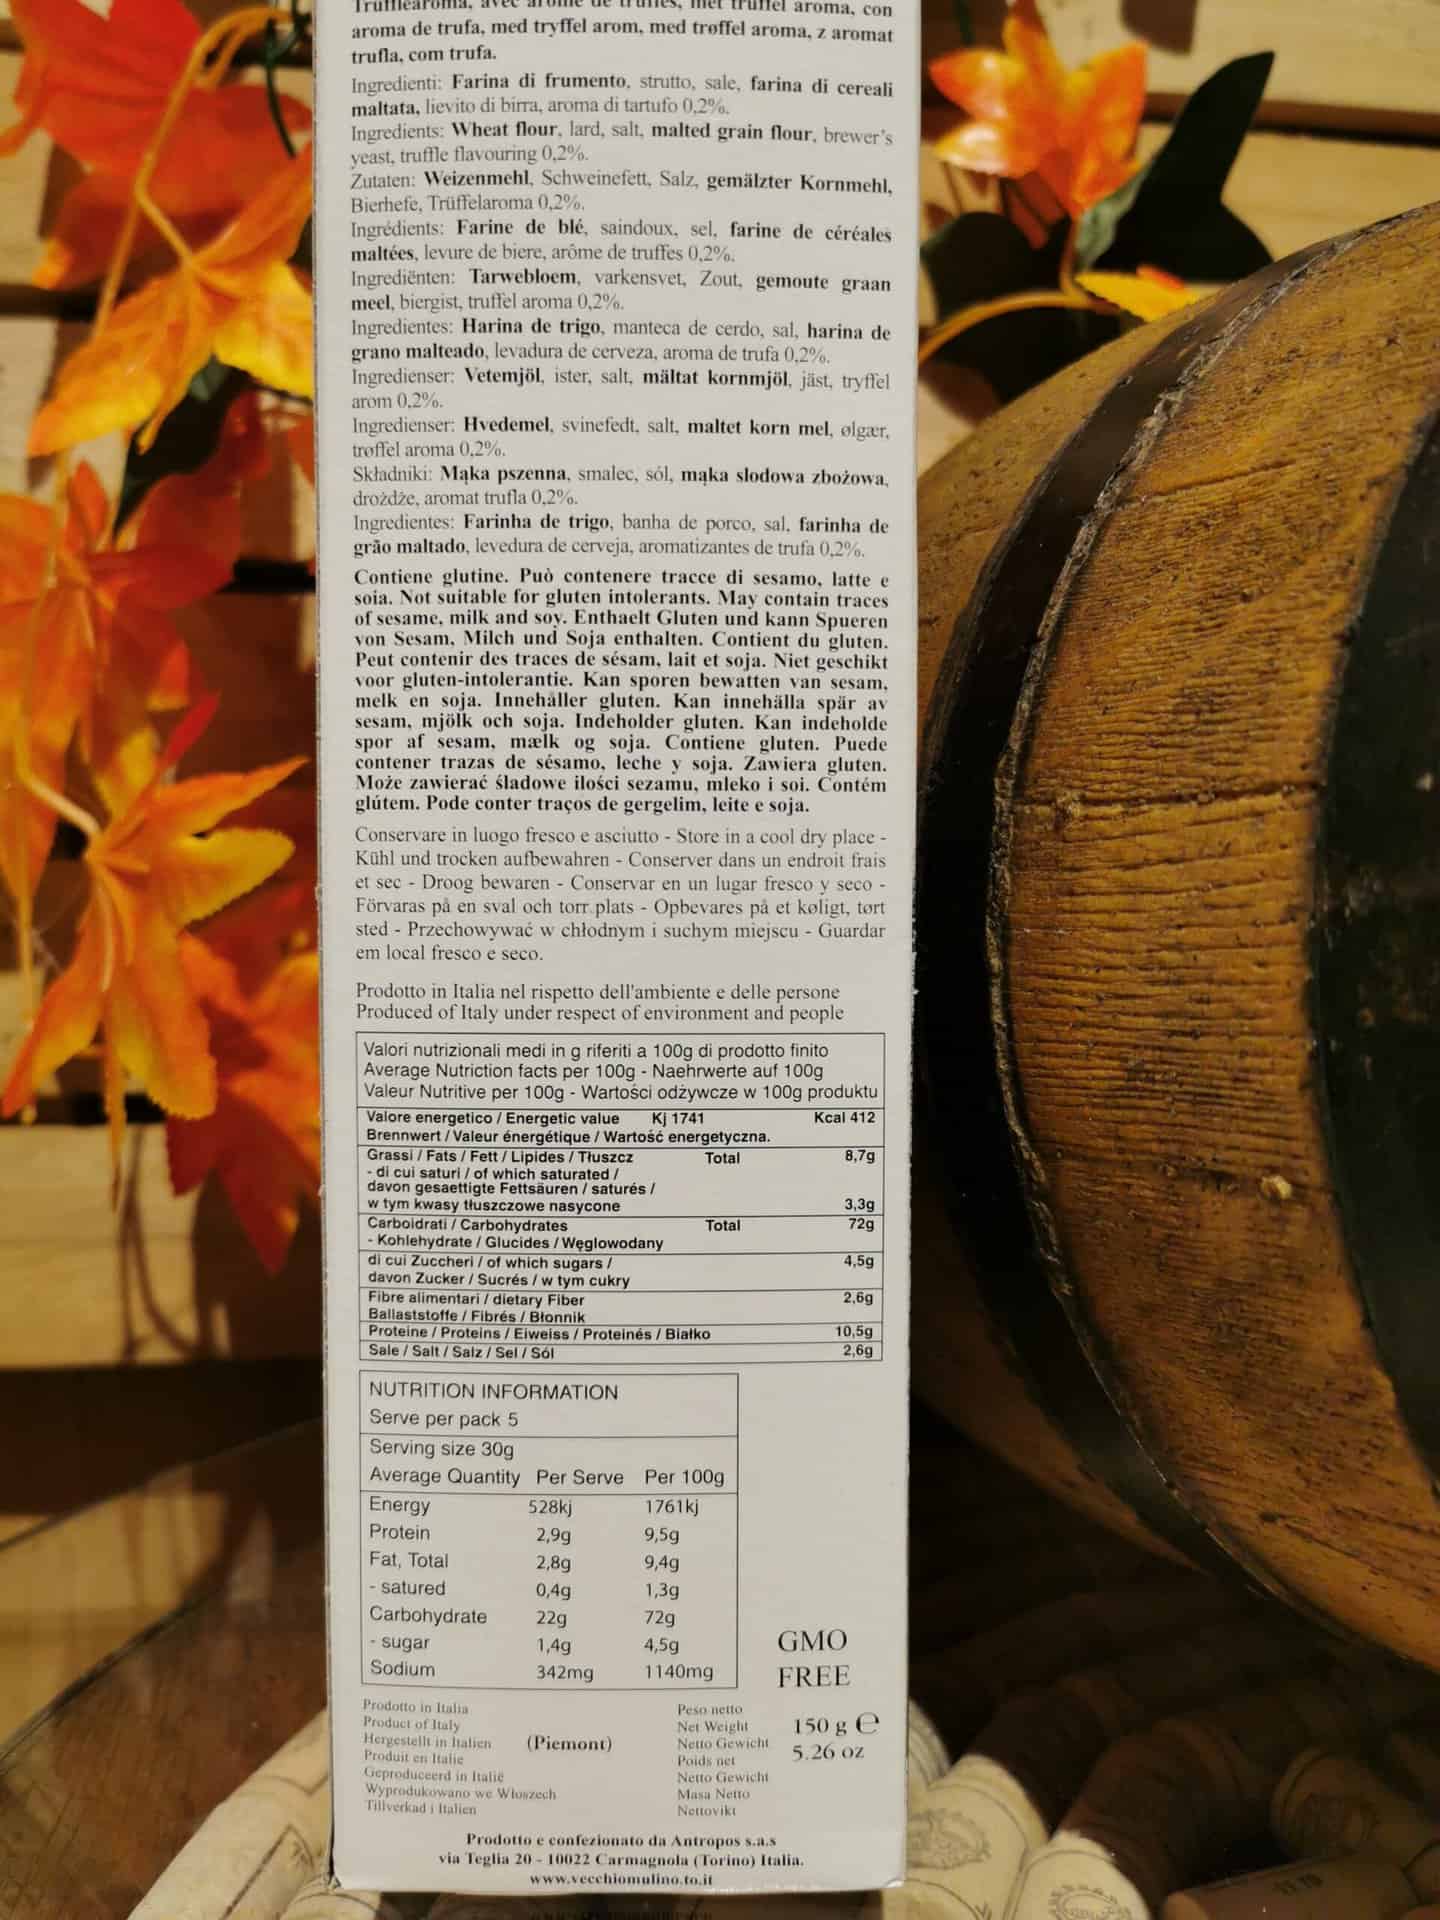 Trufflearoma, avec arome de truffes, met truffel aroma, con
aroma de trufa, med tryffel arom, med trøffel aroma, z aromat
trufla, com trufa.
Ingredienti: Farina di frumento, strutto, sale, farina di cereali
maltata, lievito di birra, aroma di tartufo 0,2%.
Ingredients: Wheat flour, lard, salt, malted grain flour, brewer's
yeast, truffle flavouring 0,2%.
Zutaten: Weizenmehl, Schweinefett, Salz, gemälzter Kornmehl,
Bierhefe, Trüffelaroma 0,2%.
Ingrédients: Farine de blé, saindoux, sel, farine de céréales
maltées, levure de biere, arôme de truffes 0,2%.
Ingrediënten: Tarwebloem, varkensvet, Zout, gemoute graan
meel, biergist, truffel aroma 0,2%.
Ingredientes: Harina de trigo, manteca de cerdo, sal, harina de
grano malteado, levadura de cerveza, aroma de trufa 0,2%.
Ingredienser: Vetemjöl, ister, salt, mältat kornmjöl, jäst, tryffel
arom 0,2%.
Ingredienser: Hvedemel, svinefedt, salt, maltet korn mel, ølgær,
trøffel aroma 0,2%.
Składniki: Mąka pszenna, smalec, sól, mąka slodowa zbożowa,
drożdże, aromat trufla 0,2%.
Ingredientes: Farinha de trigo, banha de porco, sal, farinha de
grão maltado, levedura de cerveja, aromatizantes de trufa 0,2%.
Contiene glutine. Può contenere tracce di sesamo, latte e
soia. Not suitable for gluten intolerants. May contain traces
of sesame, milk and soy. Enthaelt Gluten und kann Spueren
von Sesam, Milch und Soja enthalten. Contient du gluten.
Peut contenir des traces de sésam, lait et soja. Niet geschikt
voor gluten-intolerantie. Kan sporen bewatten van sesam,
melk en soja. Innehåller gluten. Kan innehälla spär av
sesam, mjölk och soja. Indeholder gluten. Kan indeholde
spor af sesam, mælk og soja. Contiene gluten. Puede
contener trazas de sésamo, leche y soja. Zawiera gluten.
Może zawierać śladowe ilości sezamu, mleko i soi. Contém
glútem. Pode conter traços de gergelim, leite e soja.
Conservare in luogo fresco e asciutto - Store in a cool dry place -
Kühl und trocken aufbewahren - Conserver dans un endroit frais
et sec - Droog bewaren - Conservar en un lugar fresco y seco -
Förvaras på en sval och torr.plats - Opbevares på et køligt, tørt
sted - Przechowywać w chłodnym i suchym miejscu - Guardar
em local fresco e seco.
Prodotto in Italia nel rispetto dell'ambiente e delle persone
Produced of Italy under respect of environment and people
Valori nutrizionali medi in g riferiti a 100g di prodotto finito
Average Nutriction facts per 100g - Naehrwerte auf 100g
Valeur Nutritive per 100g - Wartości odżywcze w 100g produktu
Valore energetico / Energetic value Kj 1741 Kcal 412
Brennwert / Valeur énergétique / Wartość energetyczna.
Grassi / Fats / Fett / Lipides / Tłuszcz Total 8,7g
- di cui saturi / of which saturated /
davon gesaettigte Fettsäuren / saturés /
w tym kwasy tłuszczowe nasycone 3,3g
Carboidrati / Carbohydrates Total 72g
- Kohlehydrate / Glucides / Węglowodany
di cui Zuccheri / of which sugars / 4,5g
davon Zucker / Sucrés / w tym cukry
Fibre alimentari / dietary Fiber 2,6g
Ballaststoffe / Fibrés / Błonnik
Proteine / Proteins / Eiweiss / Proteinés / Białko 10,5g
Sale / Salt / Salz / Sel / Sól 2,6g
NUTRITION INFORMATION
Serve per pack 5
Serving size 30g
Average Quantity Per Serve Per 100g
Energy 528kj 1761kj
Protein 2,9g 9,5g
Fat, Total 2,8g 9,4g
- satured 0,4g 1,3g
Carbohydrate 22g 72g
- sugar 1,4g 4,5g
Sodium 342mg 1140mg
GMO
FREE
Prodotto in Italia
Product of Italy
Hergestellt in Italien
Produit en Italie
Geproduceerd in Italië
Wyprodukowano we Włoszech
Tillverkad i Italien
(Piemont)
Peso netto
Net Weight
Netto Gewicht
Poids net
Netto Gewicht
Masa Netto
Nettovikt
150 g e
5.26 oz
Prodotto e confezionato da Antropos s.a.s
via Teglia 20 - 10022 Carmagnola (Torino) Italia.
www.vecchiomulino.to.it